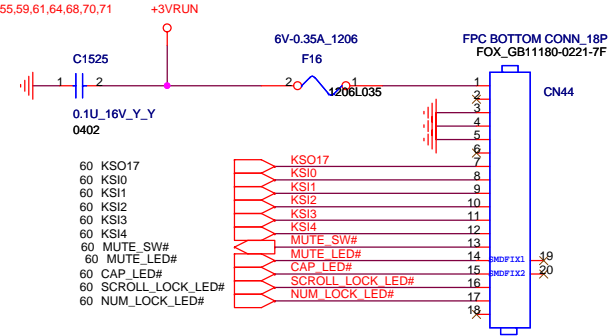 55,59,61,64,68,70,71 +3VRUN
6V-0.35A_1206
FPC BOTTOM CONN_18P
FOX_GB11180-0221-7F
C1525
F16
CN44
1 2
2 1
1206L035
0.1U_16V_Y_Y
0402
1
2
3
4
5
6
60 KSO17 KSO17 7
60 KSI0 KSI0 8
60 KSI1 KSI1 9
60 KSI2 KSI2 10
60 KSI3 KSI3 11
60 KSI4 KSI4 12
60 MUTE_SW# MUTE_SW# 13
60 MUTE_LED# MUTE_LED# 14 SMDFIX1 19
60 CAP_LED# CAP_LED# 15 SMDFIX2 20
60 SCROLL_LOCK_LED# SCROLL_LOCK_LED# 16
60 NUM_LOCK_LED# NUM_LOCK_LED# 17
18